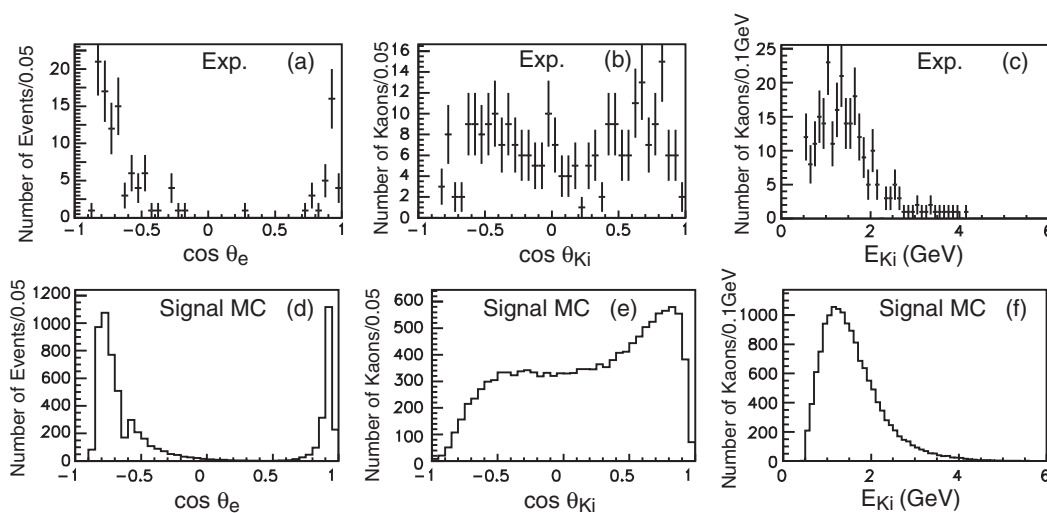 Number of Events/0.05
20
15
10
5
0
Exp.
(a)
−1
−0.5
0
0.5
1
cos θe
Number of Kaons/0.05
16
14
12
10
8
6
4
2
0
(b)
Exp.
−1
−0.5
0
0.5
1
cos θKi
Number of Kaons/0.1GeV
25
20
15
10
5
0
(c)
Exp.
0
2
4
6
EKi (GeV)
Number of Events/0.05
1200
1000
800
600
400
200
0
Signal MC
(d)
−1
−0.5
0
0.5
1
cos θe
Number of Kaons/0.05
600
500
400
300
200
100
0
Signal MC
(e)
−1
−0.5
0
0.5
1
cos θKi
Number of Kaons/0.1GeV
1000
800
600
400
200
0
Signal MC
(f)
0
2
4
6
EKi (GeV)